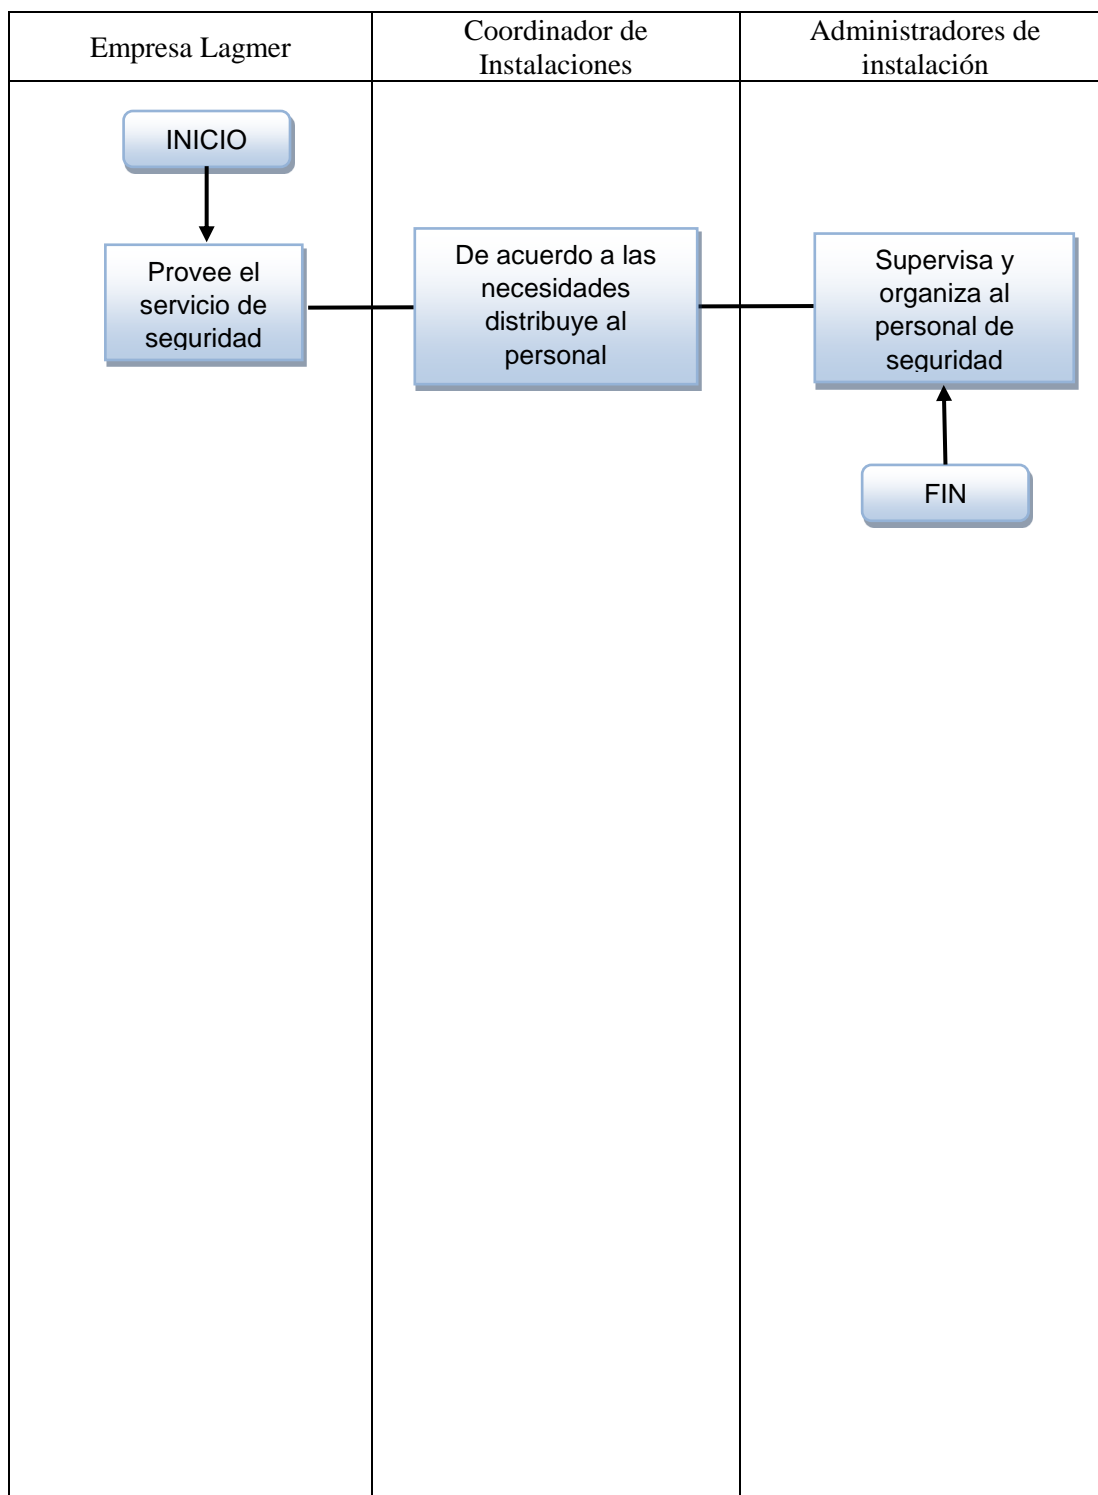 Empresa Lagmer
Coordinador de
Instalaciones
Administradores de
instalación
INICIO
Provee el
servicio de
seguridad
De acuerdo a las
necesidades
distribuye al
personal
Supervisa y
organiza al
personal de
seguridad
FIN